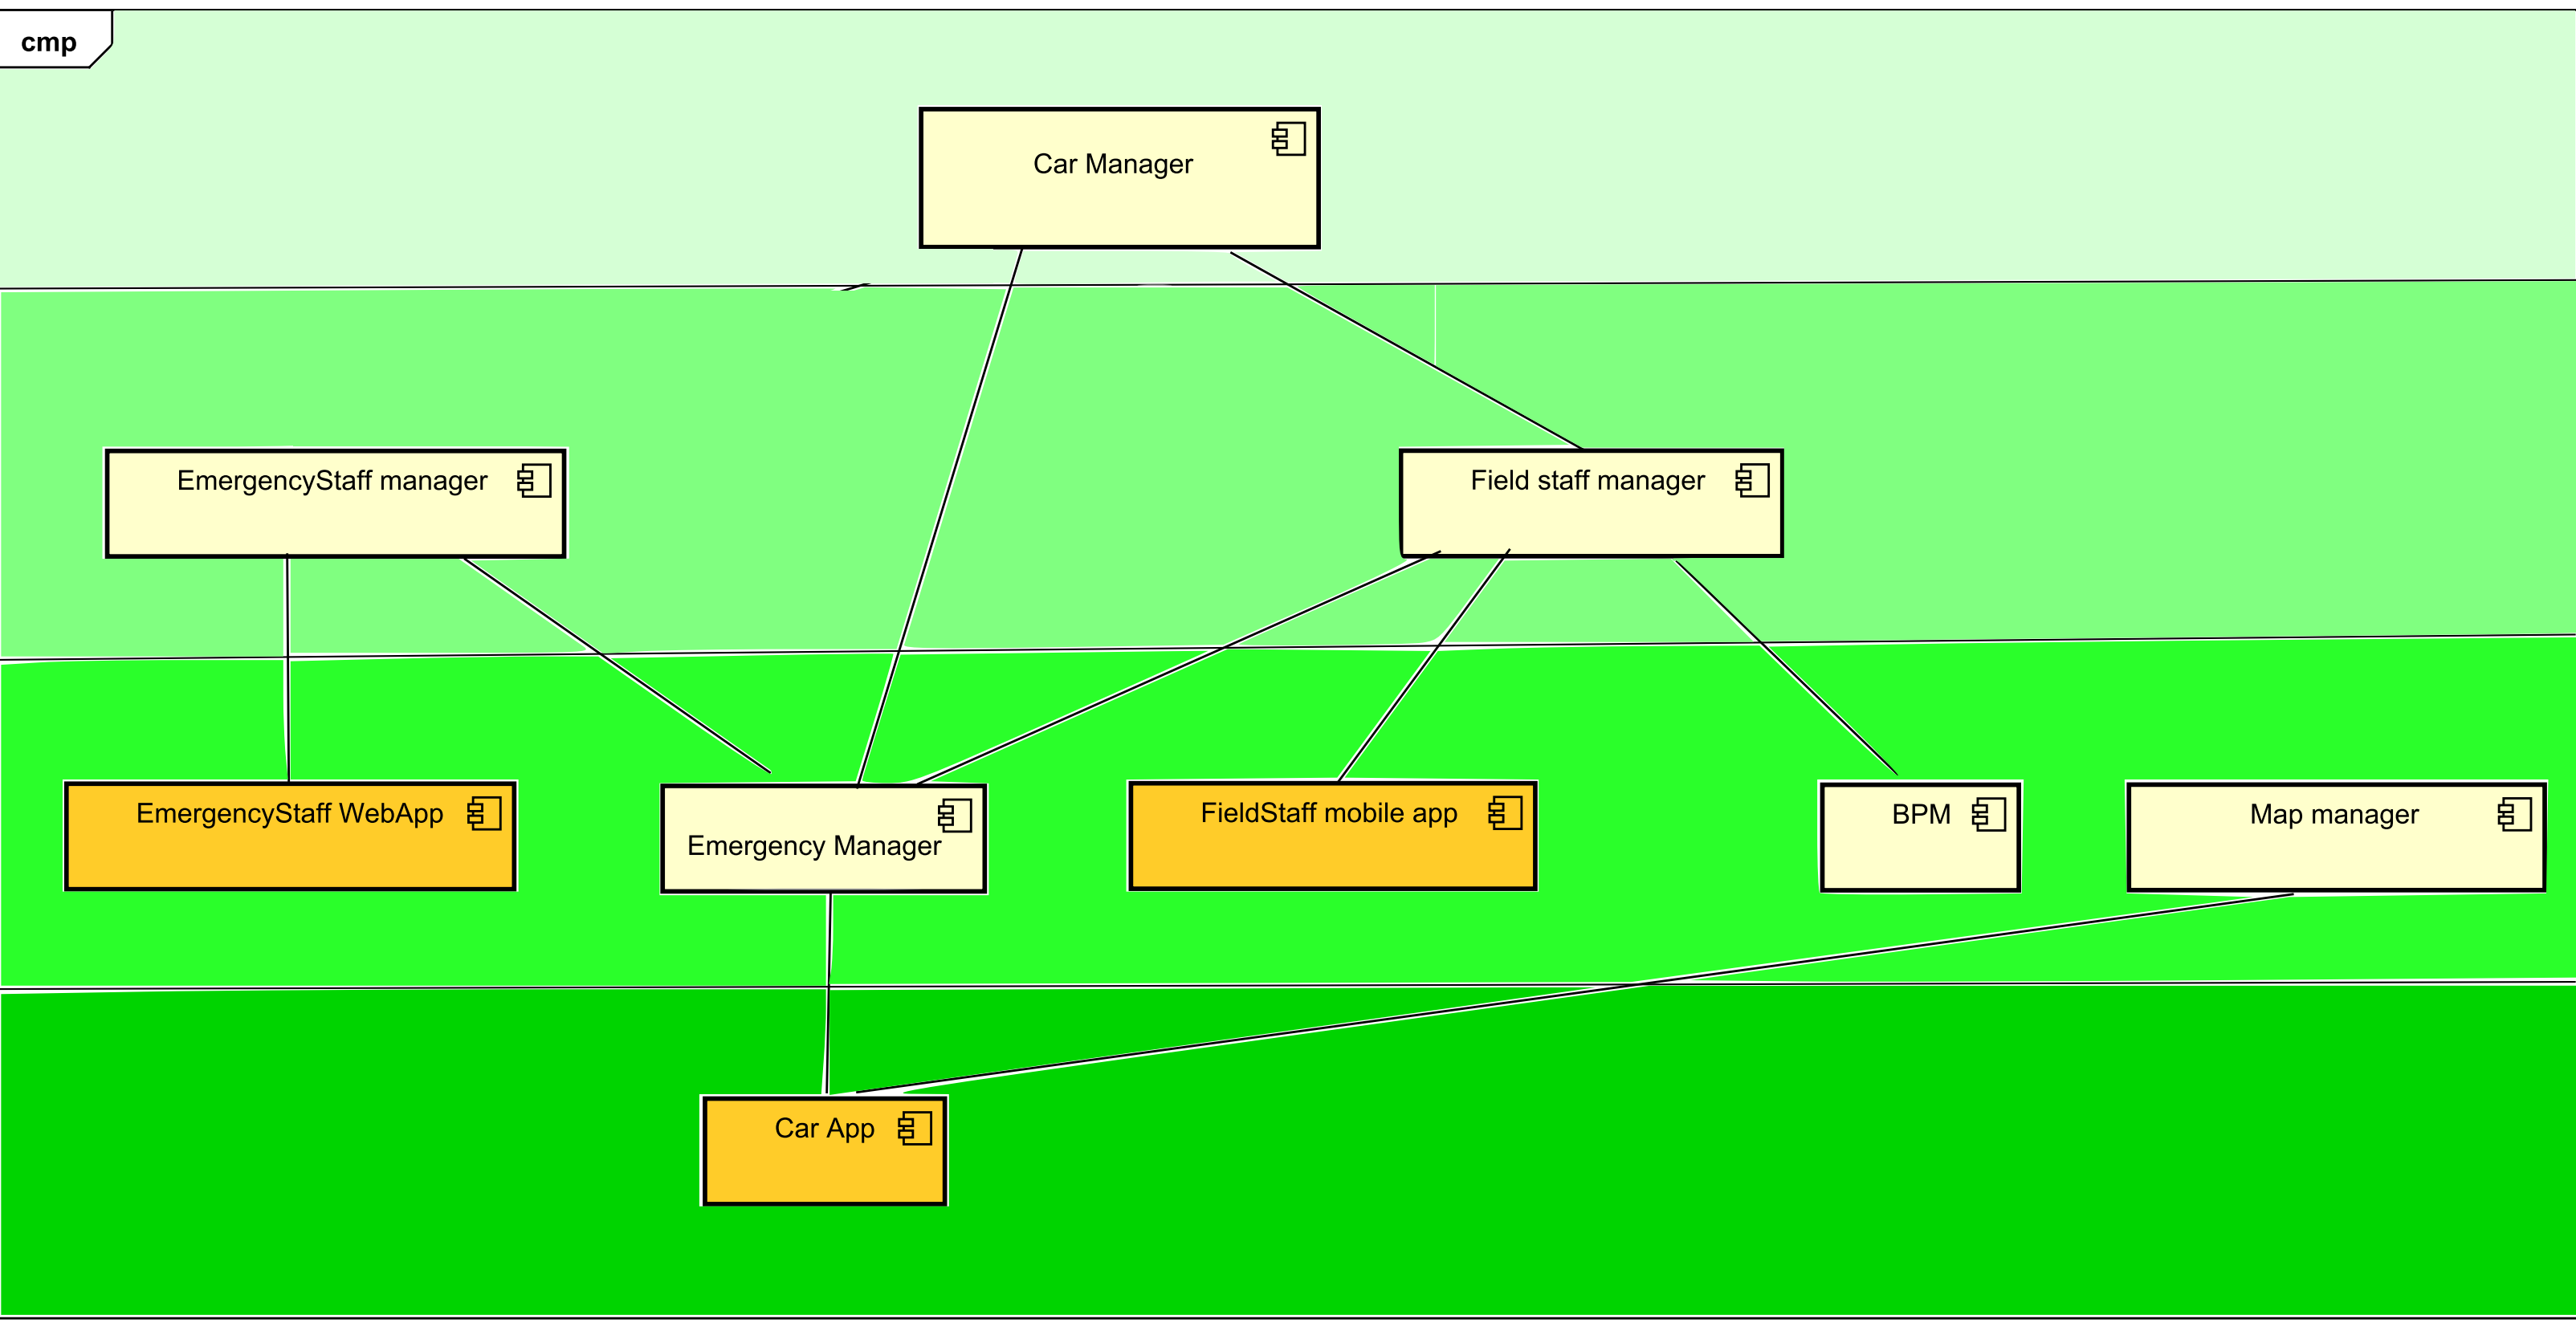 cmp
Car Manager
EmergencyStaff manager
Field staff manager
EmergencyStaff WebApp
Emergency Manager
FieldStaff mobile app
BPM
Map manager
Car App